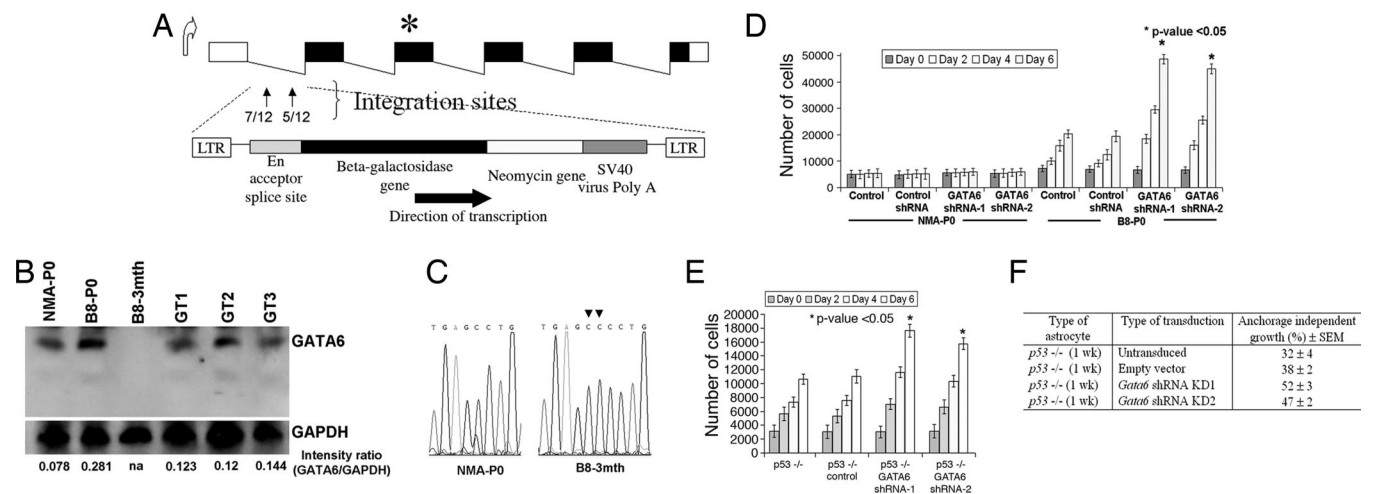 A
*
7/12 5/12
Integration sites
LTR
LTR
En
acceptor
splice site
Beta-galactosidase
gene
Neomycin gene
SV40
virus Poly A
Direction of transcription
B
NMA-P0
B8-P0
B8-3mth
GT1
GT2
GT3
GATA6
GAPDH
Intensity ratio
(GATA6/GAPDH)
0.078 0.281 na 0.123 0.12 0.144
C
T G A G C C T G
T G A G C C C C T G
NMA-P0
B8-3mth
D
* p-value <0.05
Day 0 Day 2 Day 4 Day 6
Number of cells
50000
40000
30000
20000
10000
0
*
*
Control
Control
shRNA
GATA6
shRNA-1
GATA6
shRNA-2
Control
Control
shRNA
GATA6
shRNA-1
GATA6
shRNA-2
NMA-P0
B8-P0
E
Day 0 Day 2 Day 4 Day 6
* p-value <0.05
Number of cells
20000
18000
16000
14000
12000
10000
8000
6000
4000
2000
0
*
*
p53 -/-
p53 -/-
control
p53 -/-
GATA6
shRNA-1
p53 -/-
GATA6
shRNA-2
F
Type of
astrocyte
Type of transduction
Anchorage independent
growth (%) ± SEM
p53 -/- (1 wk) Untransduced 32 ± 4
p53 -/- (1 wk) Empty vector 38 ± 2
p53 -/- (1 wk) Gata6 shRNA KD1 52 ± 3
p53 -/- (1 wk) Gata6 shRNA KD2 47 ± 2